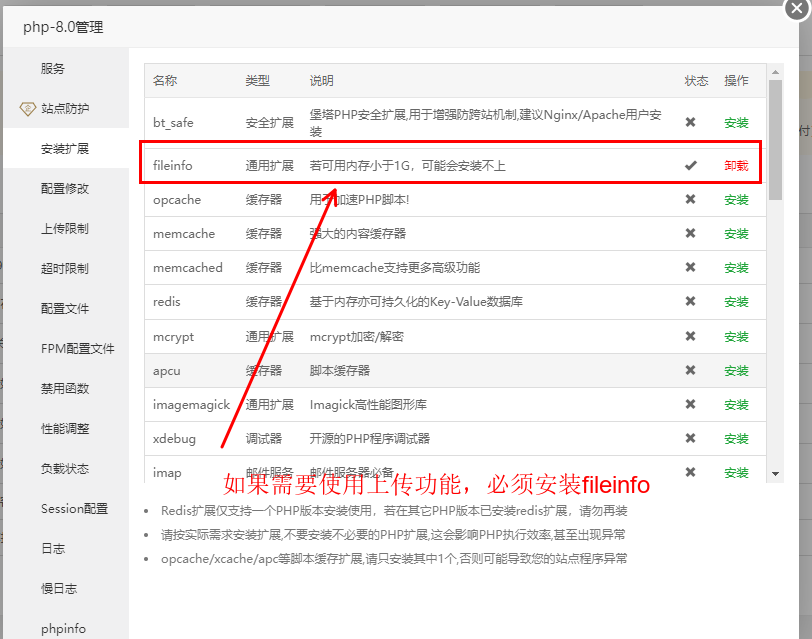 php-8.0管理
服务
站点防护
安装扩展
配置修改
上传限制
超时限制
配置文件
FPM配置文件
禁用函数
性能调整
负载状态
Session配置
日志
慢日志
phpinfo
名称 类型 说明 状态 操作
bt_safe 安全扩展 堡塔PHP安全扩展,用于增强防跨站机制,建议Nginx/Apache用户安
装 ✖ 安装
fileinfo 通用扩展 若可用内存小于1G，可能会安装不上 ✔ 卸载
opcache 缓存器 用于加速PHP脚本! ✖ 安装
memcache 缓存器 强大的内容缓存器 ✖ 安装
memcached 缓存器 比memcache支持更多高级功能 ✖ 安装
redis 缓存器 基于内存亦可持久化的Key-Value数据库 ✖ 安装
mcrypt 通用扩展 mcrypt加密/解密 ✖ 安装
apcu 缓存器 脚本缓存器 ✖ 安装
imagemagick 通用扩展 Imagick高性能图形库 ✖ 安装
xdebug 调试器 开源的PHP程序调试器 ✖ 安装
imap 邮件服务 邮件服务器必备 ✖ 安装
如果需要使用上传功能，必须安装fileinfo
Redis扩展仅支持一个PHP版本安装使用，若在其它PHP版本已安装redis扩展，请勿再装
请按实际需求安装扩展,不要安装不必要的PHP扩展,这会影响PHP执行效率,甚至出现异常
opcache/xcache/apc等脚本缓存扩展,请只安装其中1个,否则可能导致您的站点程序异常
付